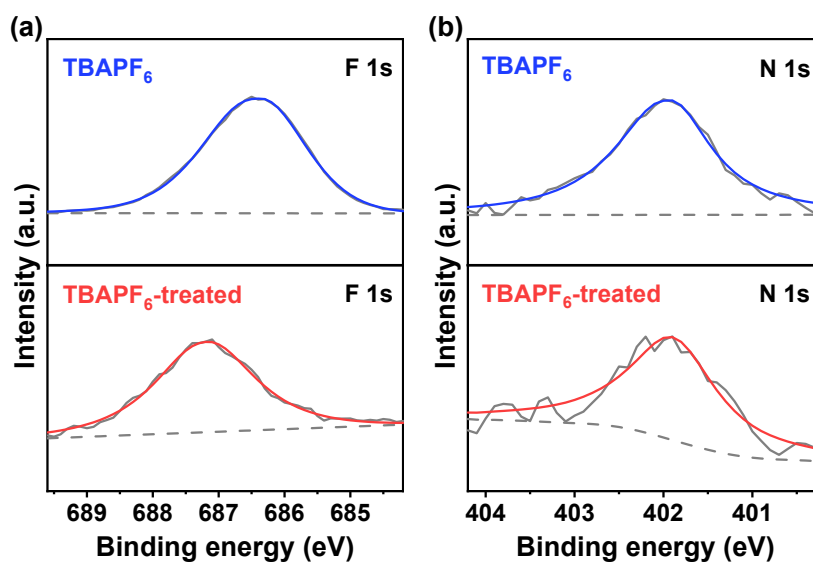 (a)
TBAPF₆
F 1s
TBAPF₆-treated
F 1s
Intensity (a.u.)
689 688 687 686 685
Binding energy (eV)
(b)
TBAPF₆
N 1s
TBAPF₆-treated
N 1s
Intensity (a.u.)
404 403 402 401
Binding energy (eV)